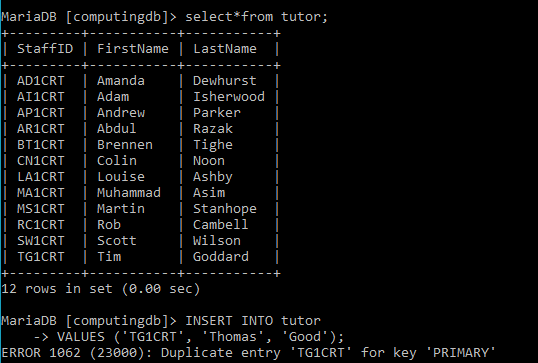 MariaDB [computingdb]> select*from tutor;
+---------+-----------+-----------+
| StaffID | FirstName | LastName  |
+---------+-----------+-----------+
| AD1CRT  | Amanda    | Dewhurst  |
| AI1CRT  | Adam      | Isherwood |
| AP1CRT  | Andrew    | Parker    |
| AR1CRT  | Abdul     | Razak     |
| BT1CRT  | Brennen   | Tighe     |
| CN1CRT  | Colin     | Noon      |
| LA1CRT  | Louise    | Ashby     |
| MA1CRT  | Muhammad  | Asim      |
| MS1CRT  | Martin    | Stanhope  |
| RC1CRT  | Rob       | Cambell   |
| SW1CRT  | Scott     | Wilson    |
| TG1CRT  | Tim       | Goddard   |
+---------+-----------+-----------+
12 rows in set (0.00 sec)
MariaDB [computingdb]> INSERT INTO tutor
    -> VALUES ('TG1CRT', 'Thomas', 'Good');
ERROR 1062 (23000): Duplicate entry 'TG1CRT' for key 'PRIMARY'